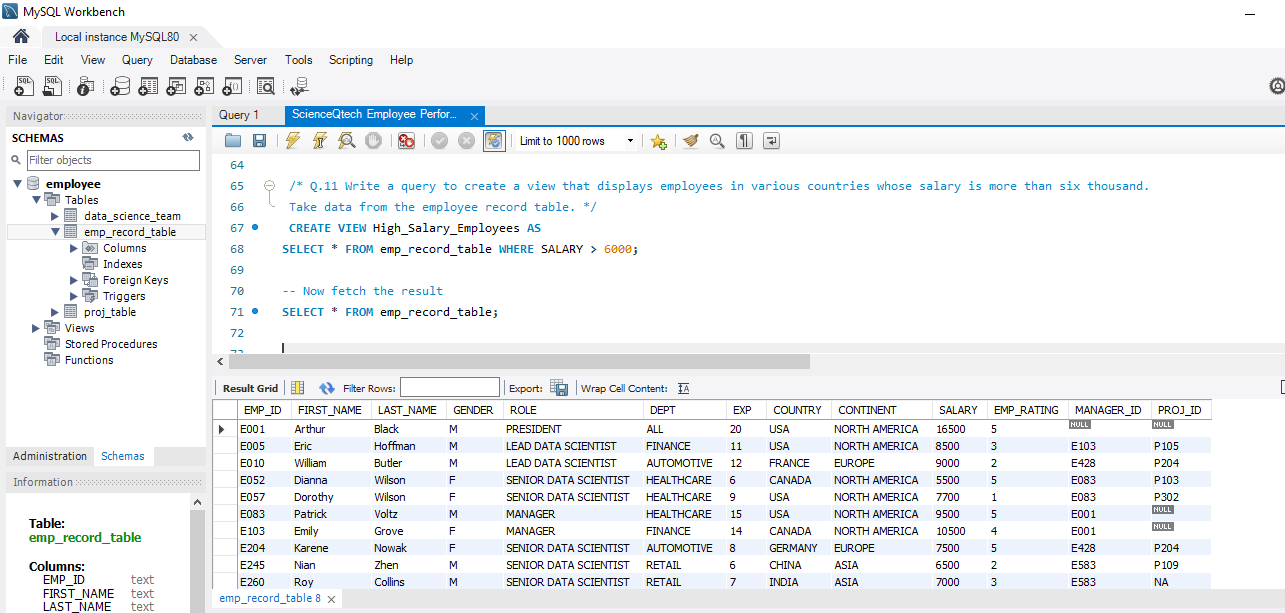 MySQL Workbench
Local instance MySQL80
File Edit View Query Database Server Tools Scripting Help
Navigator
SCHEMAS
Filter objects
employee
Tables
data_science_team
emp_record_table
Columns
Indexes
Foreign Keys
Triggers
proj_table
Views
Stored Procedures
Functions
Administration Schemas
Information
Table:
emp_record_table
Columns:
EMP_ID text
FIRST_NAME text
LAST_NAME text
Query 1 ScienceQtech Employee Perfor...
Limit to 1000 rows
64
65 /* Q.11 Write a query to create a view that displays employees in various countries whose salary is more than six thousand.
66 Take data from the employee record table. */
67 CREATE VIEW High_Salary_Employees AS
68 SELECT * FROM emp_record_table WHERE SALARY > 6000;
69
70 -- Now fetch the result
71 SELECT * FROM emp_record_table;
72
73
Result Grid Filter Rows: Export: Wrap Cell Content:
EMP_ID FIRST_NAME LAST_NAME GENDER ROLE DEPT EXP COUNTRY CONTINENT SALARY EMP_RATING MANAGER_ID PROJ_ID
E001 Arthur Black M PRESIDENT ALL 20 USA NORTH AMERICA 16500 5 NULL NULL
E005 Eric Hoffman M LEAD DATA SCIENTIST FINANCE 11 USA NORTH AMERICA 8500 3 E103 P105
E010 William Butler M LEAD DATA SCIENTIST AUTOMOTIVE 12 FRANCE EUROPE 9000 2 E428 P204
E052 Dianna Wilson F SENIOR DATA SCIENTIST HEALTHCARE 6 CANADA NORTH AMERICA 5500 5 E083 P103
E057 Dorothy Wilson F SENIOR DATA SCIENTIST HEALTHCARE 9 USA NORTH AMERICA 7700 1 E083 P302
E083 Patrick Voltz M MANAGER HEALTHCARE 15 USA NORTH AMERICA 9500 5 E001 NULL
E103 Emily Grove F MANAGER FINANCE 14 CANADA NORTH AMERICA 10500 4 E001 NULL
E204 Karene Nowak F SENIOR DATA SCIENTIST AUTOMOTIVE 8 GERMANY EUROPE 7500 5 E428 P204
E245 Nian Zhen M SENIOR DATA SCIENTIST RETAIL 6 CHINA ASIA 6500 2 E583 P109
E260 Roy Collins M SENIOR DATA SCIENTIST RETAIL 7 INDIA ASIA 7000 3 E583 NA
emp_record_table 8